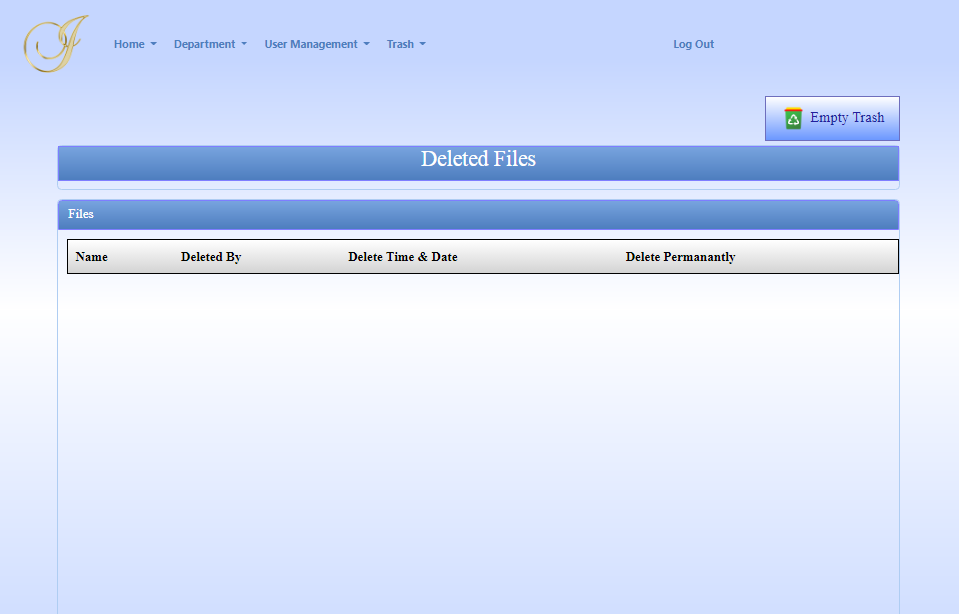 Home Department User Management Trash Log Out
Empty Trash
Deleted Files
Files
Name Deleted By Delete Time & Date Delete Permanantly